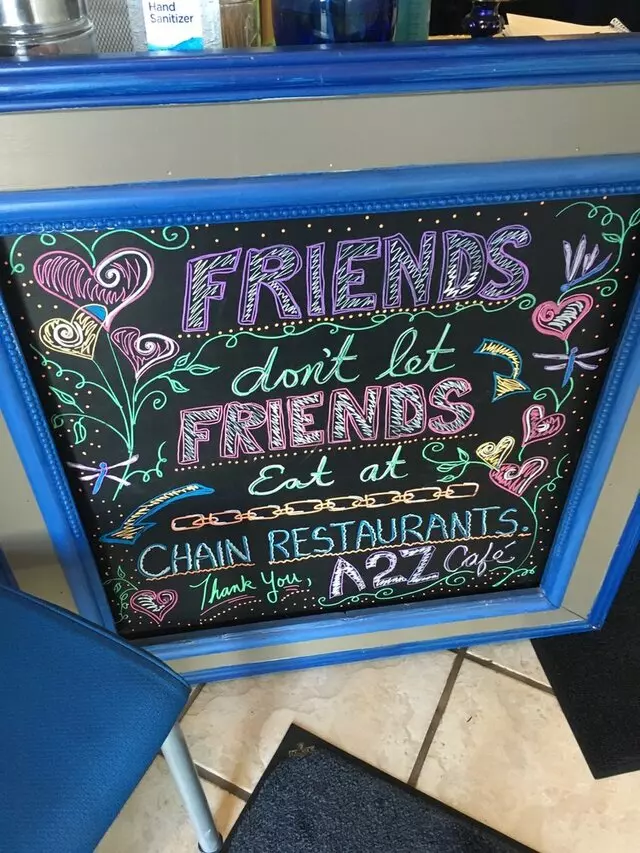 Hand
Sanitizer
FRIENDS
don't let
FRIENDS
Eat at
CHAIN RESTAURANTS.
Thank You, A2Z Café